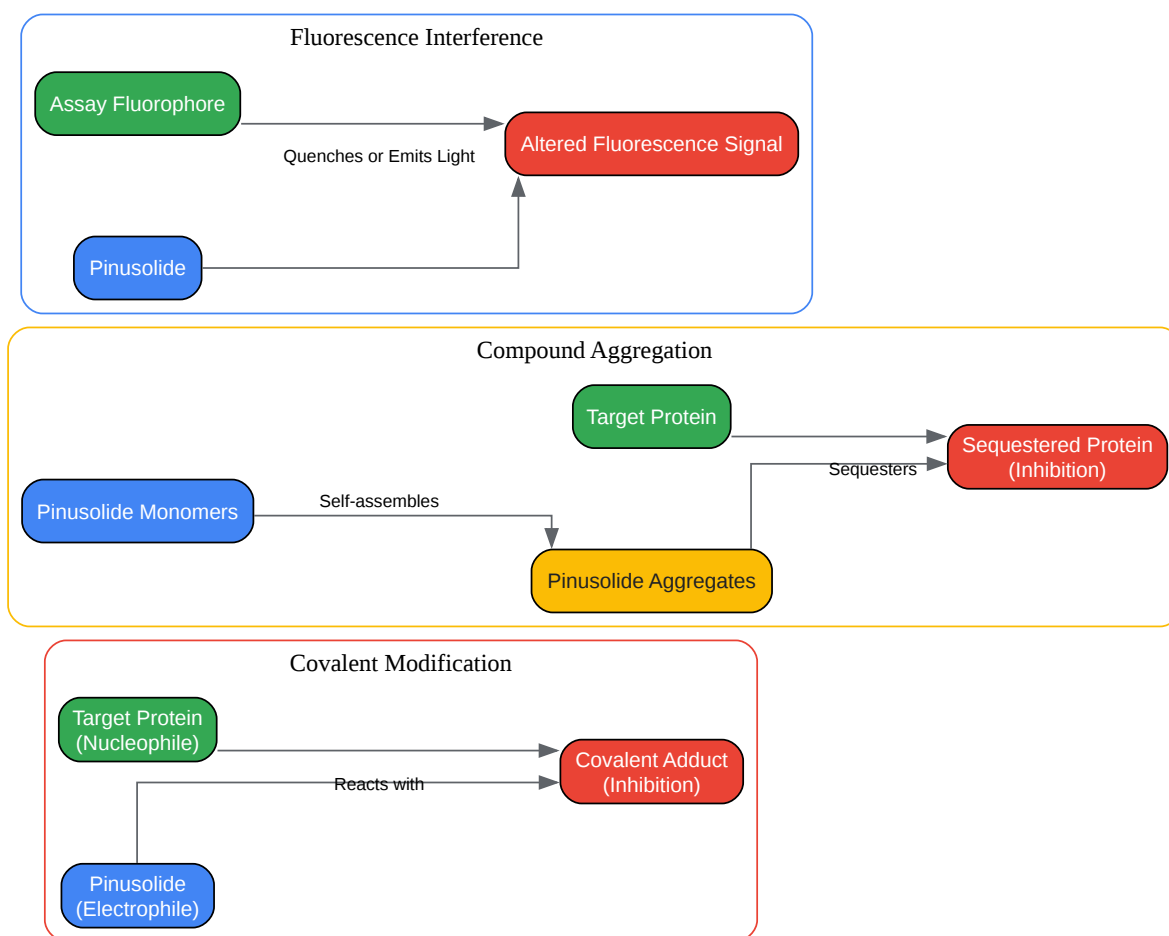 Fluorescence Interference
Assay Fluorophore
Quenches or Emits Light
Altered Fluorescence Signal
Pinusolide
Compound Aggregation
Target Protein
Sequestered Protein
(Inhibition)
Sequesters
Pinusolide Monomers
Self-assembles
Pinusolide Aggregates
Covalent Modification
Target Protein
(Nucleophile)
Covalent Adduct
(Inhibition)
Reacts with
Pinusolide
(Electrophile)